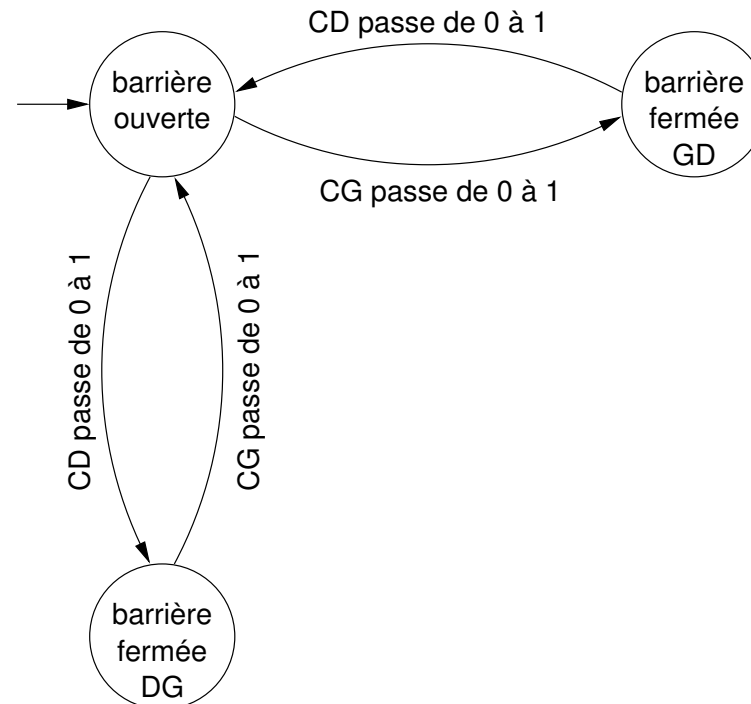 CD passe de 0 à 1
barrière
ouverte
barrière
fermée
GD
CG passe de 0 à 1
CD passe de 0 à 1
CG passe de 0 à 1
barrière
fermée
DG